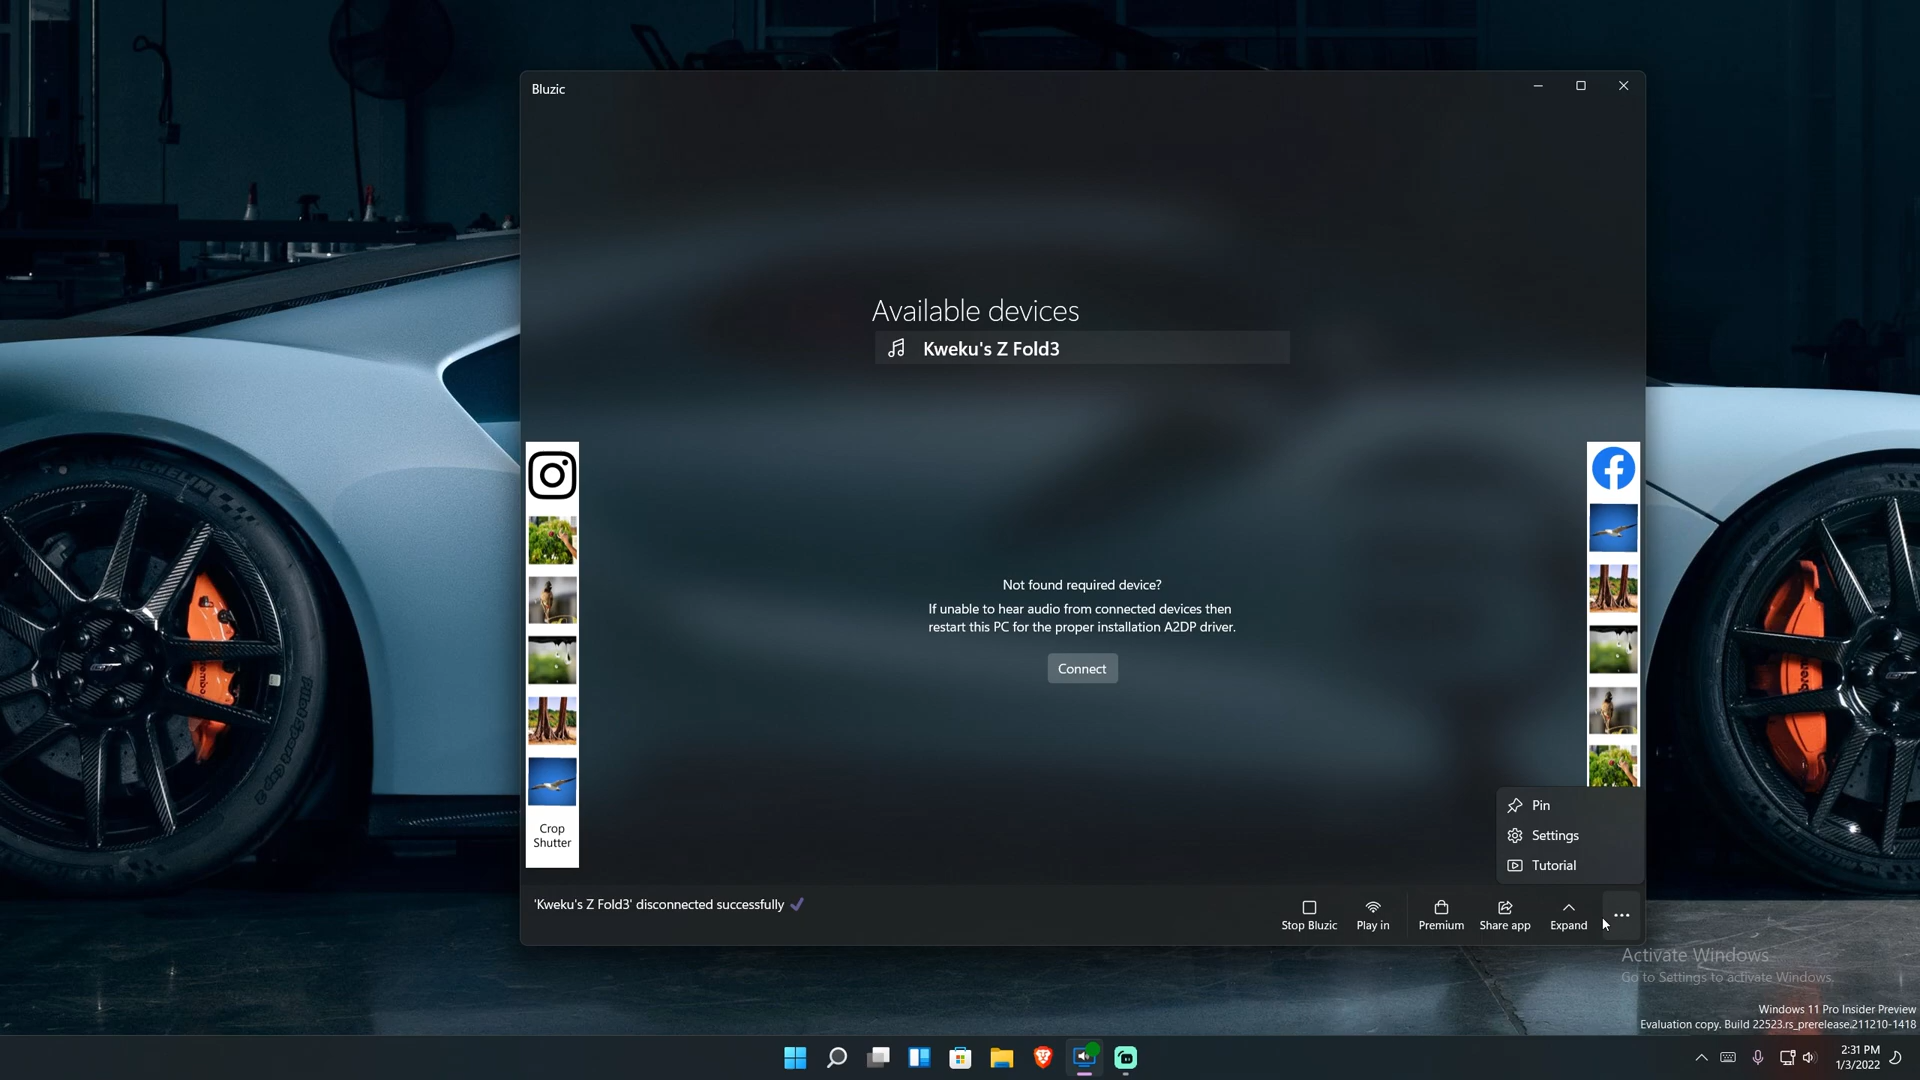 Bluzic
Available devices
Kweku's Z Fold3
Not found required device?
If unable to hear audio from connected devices then
restart this PC for the proper installation A2DP driver.
Connect
Crop
Shutter
Pin
Settings
Tutorial
'Kweku's Z Fold3' disconnected successfully
Stop Bluzic
Play in
Premium
Share app
Expand
Activate Windows
Go to Settings to activate Windows.
Windows 11 Pro Insider Preview
Evaluation copy. Build 22523.rs_prerelease.211210-1418
2:31 PM
1/3/2022